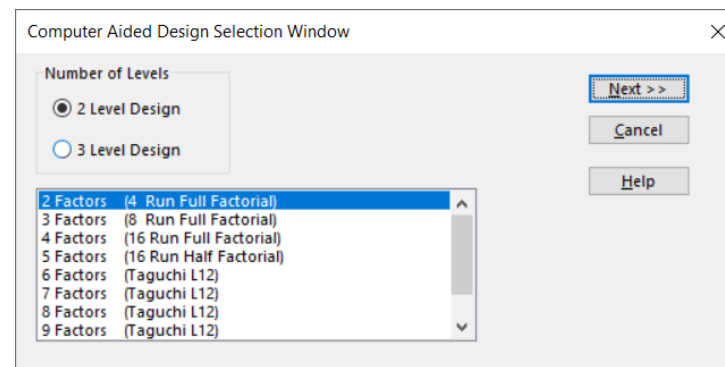 Computer Aided Design Selection Window
Number of Levels
2 Level Design
3 Level Design
Next >>
Cancel
Help
2 Factors (4 Run Full Factorial)
3 Factors (8 Run Full Factorial)
4 Factors (16 Run Full Factorial)
5 Factors (16 Run Half Factorial)
6 Factors (Taguchi L12)
7 Factors (Taguchi L12)
8 Factors (Taguchi L12)
9 Factors (Taguchi L12)